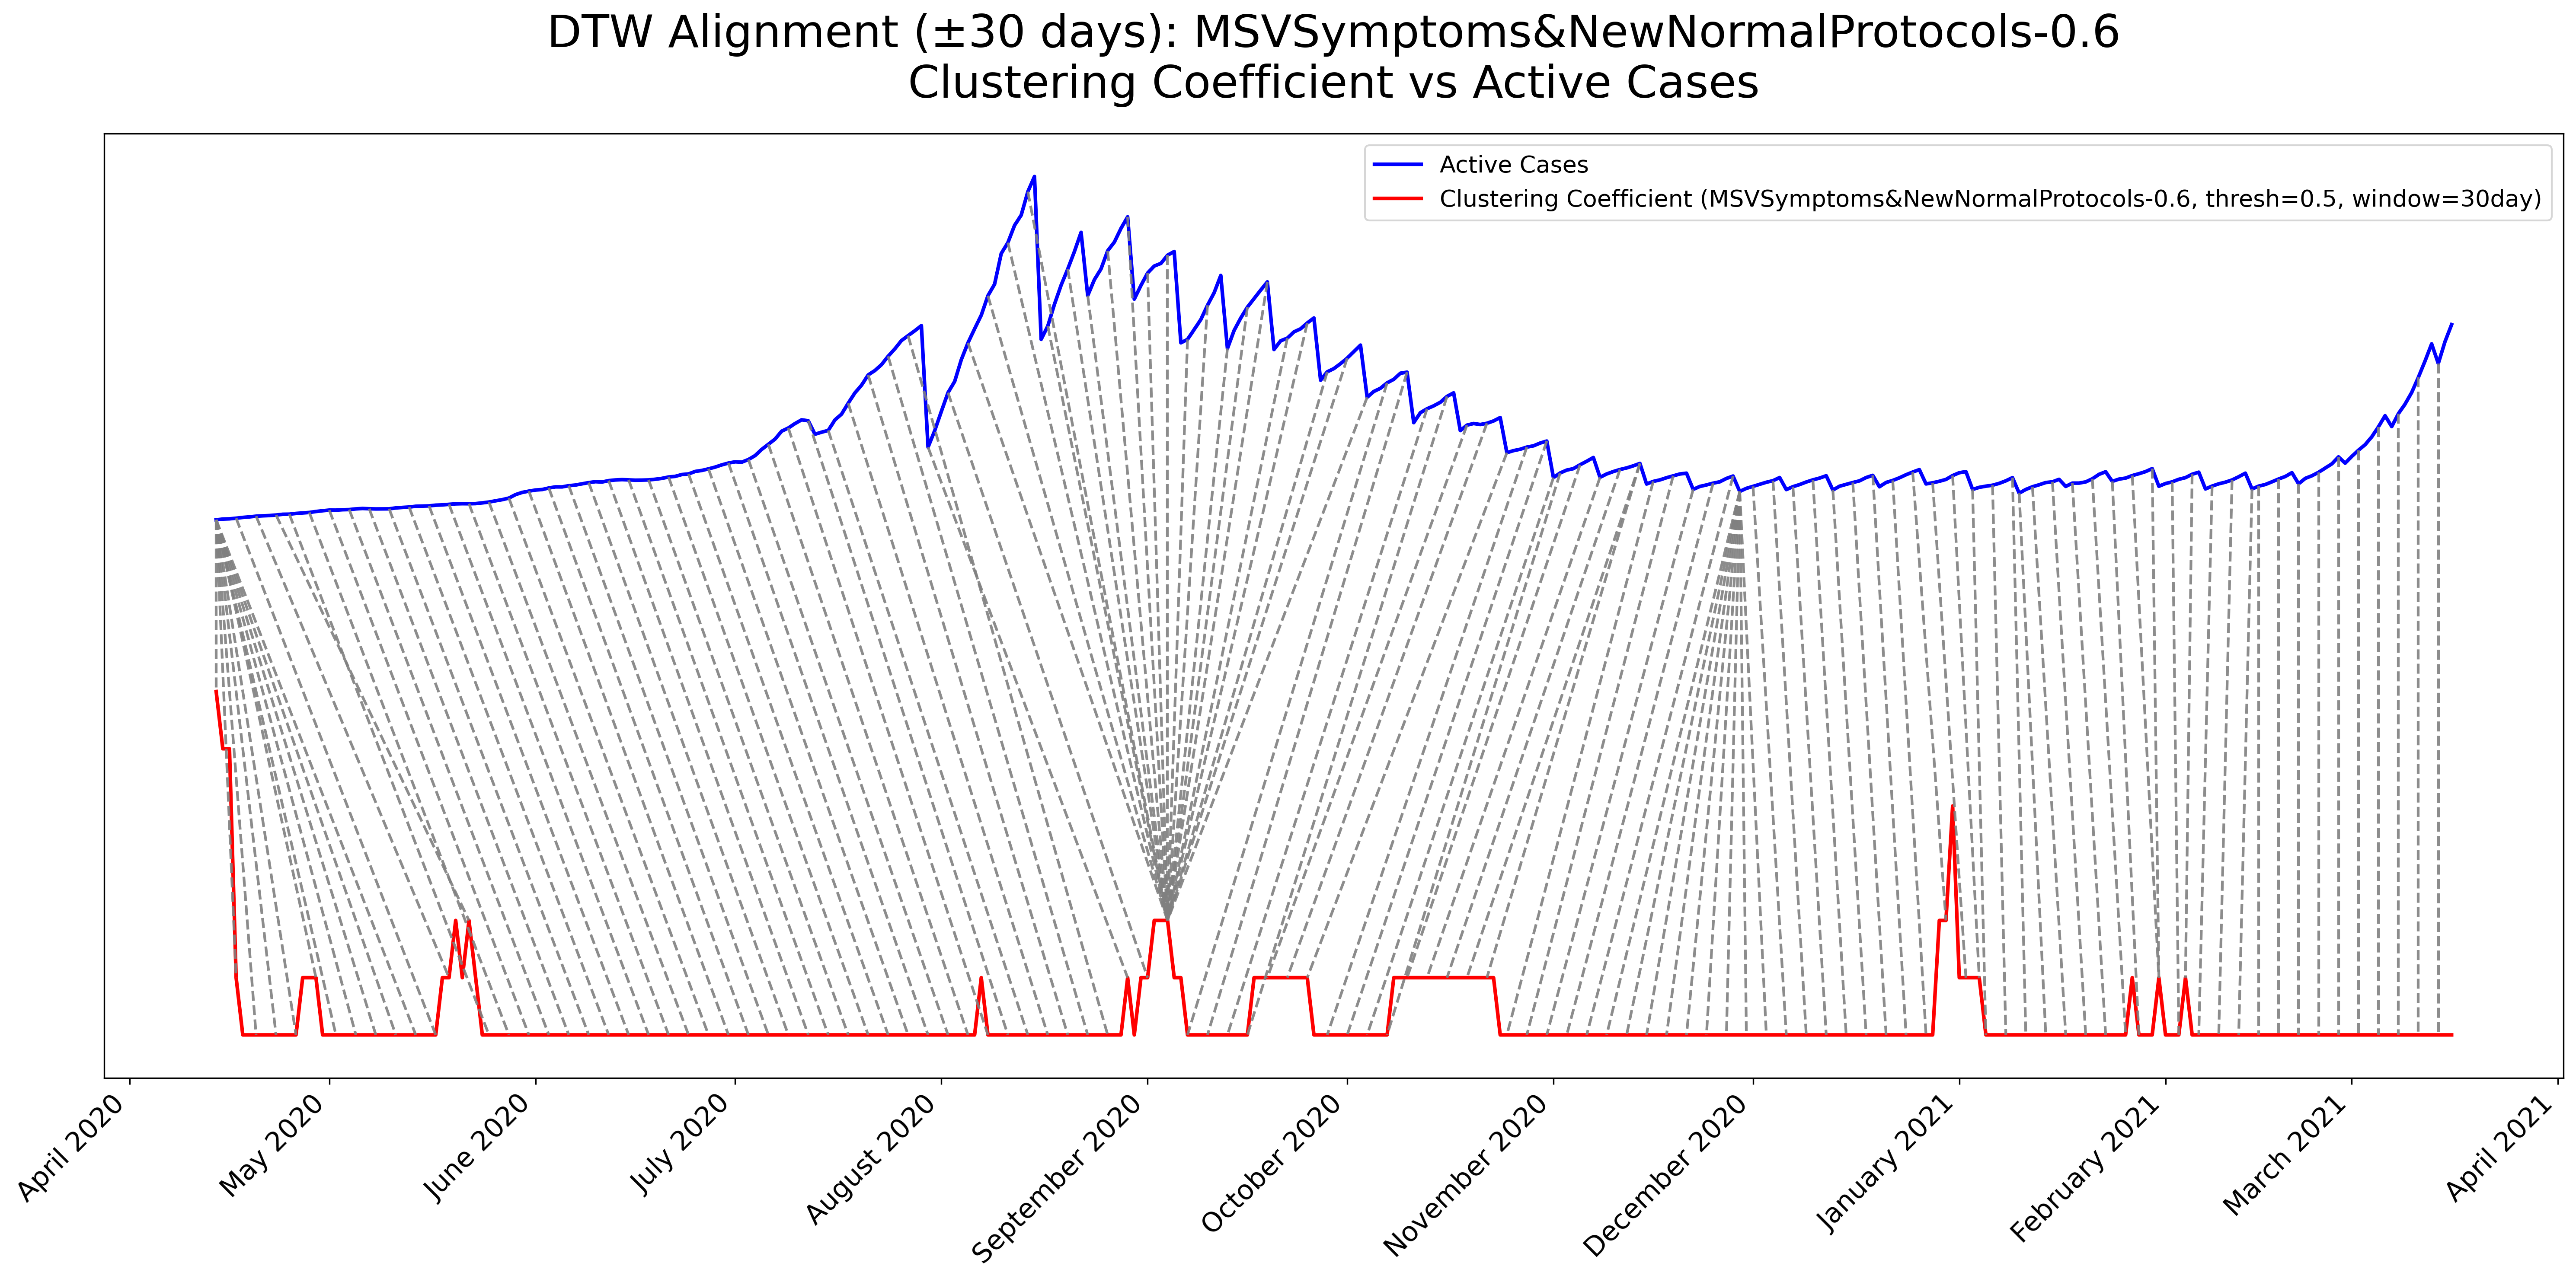 DTW Alignment (±30 days): MSVSymptoms&NewNormalProtocols-0.6
Clustering Coefficient vs Active Cases
Active Cases
Clustering Coefficient (MSVSymptoms&NewNormalProtocols-0.6, thresh=0.5, window=30day)
April 2020
May 2020
June 2020
July 2020
August 2020
September 2020
October 2020
November 2020
December 2020
January 2021
February 2021
March 2021
April 2021